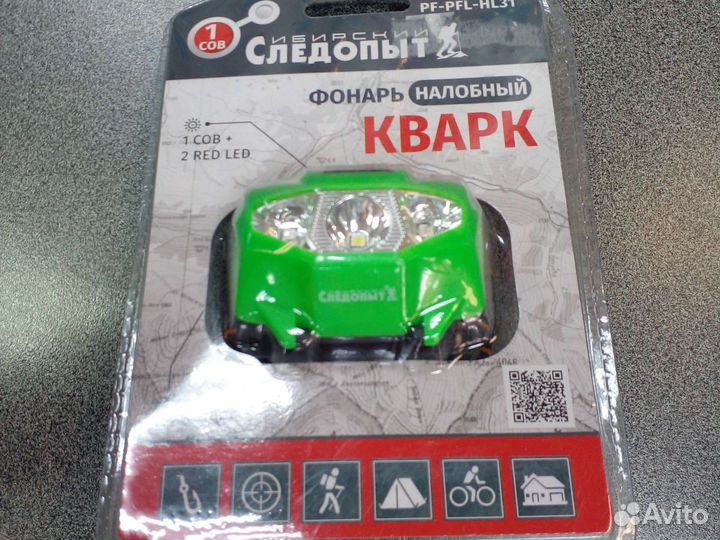 PF-PFL-HL31
1
COB
СИБИРСКИЙ
СЛЕДОПЫТ
ФОНАРЬ НАЛОБНЫЙ
КВАРК
1 COB +
2 RED LED
СЛЕДОПЫТ
Avito